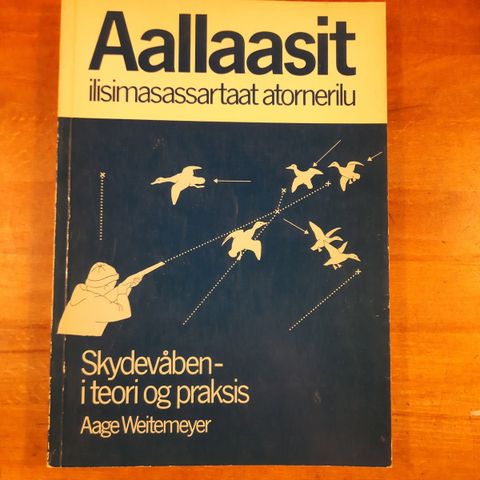 Aallaasit
ilisimasassartaat atornerilu
Skydevåben-
i teori og praksis
Aage Weitemeyer